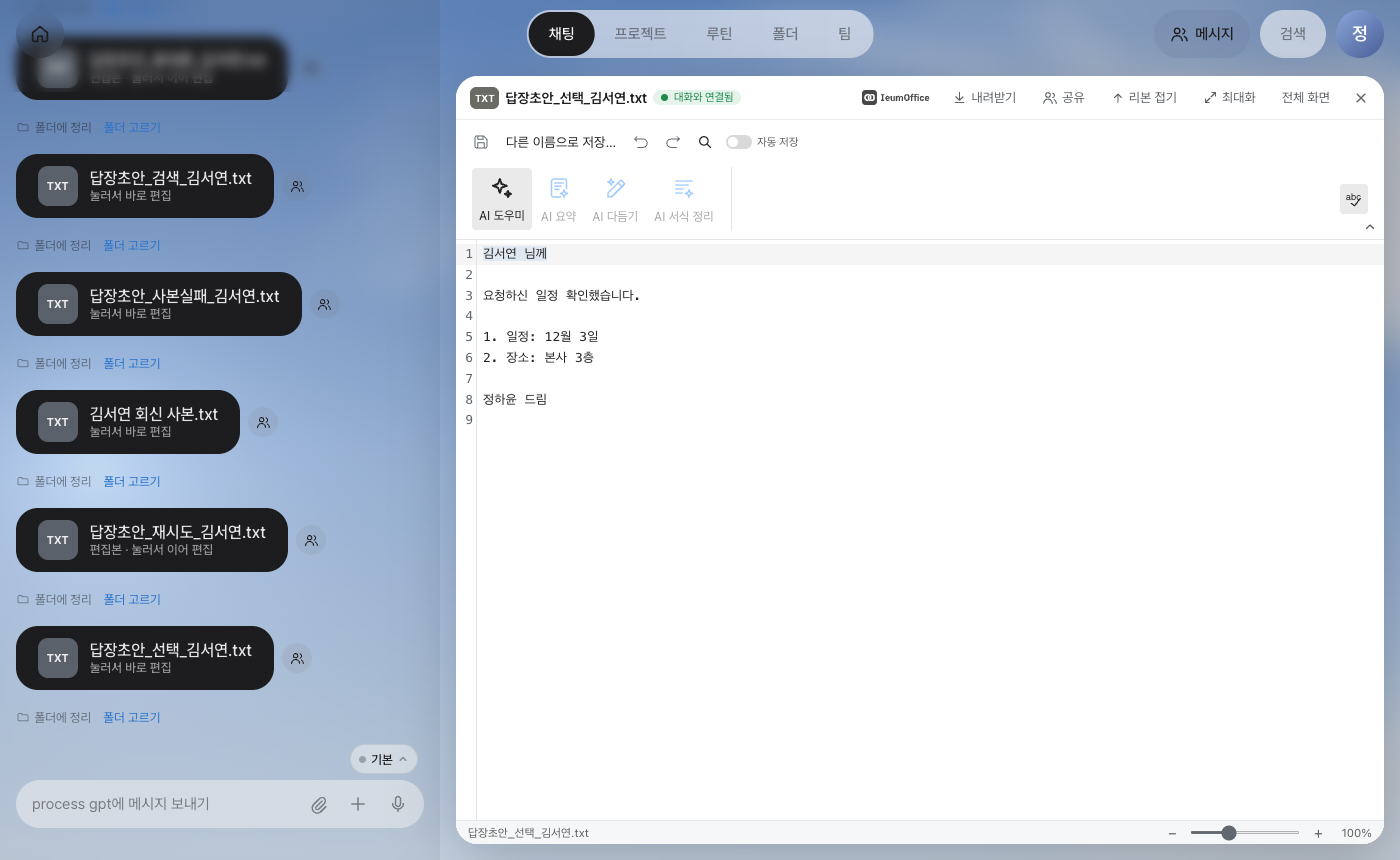 채팅
프로젝트
루틴
폴더
팀
메시지
검색
정
폴더에 정리 폴더 고르기
TXT
답장초안_검색_김서연.txt
눌러서 바로 편집
폴더에 정리 폴더 고르기
TXT
답장초안_사본실패_김서연.txt
눌러서 바로 편집
폴더에 정리 폴더 고르기
TXT
김서연 회신 사본.txt
눌러서 바로 편집
폴더에 정리 폴더 고르기
TXT
답장초안_재시도_김서연.txt
편집본 · 눌러서 이어 편집
폴더에 정리 폴더 고르기
TXT
답장초안_선택_김서연.txt
눌러서 바로 편집
폴더에 정리 폴더 고르기
기본
process gpt에 메시지 보내기
TXT 답장초안_선택_김서연.txt 대화와 연결됨
IeumOffice 내려받기 공유 리본 접기 최대화 전체 화면
다른 이름으로 저장... 자동 저장
AI 도우미 AI 요약 AI 다듬기 AI 서식 정리
abc
1 김서연 님께
2
3 요청하신 일정 확인했습니다.
4
5 1. 일정: 12월 3일
6 2. 장소: 본사 3층
7
8 정하윤 드림
9
답장초안_선택_김서연.txt
− + 100%